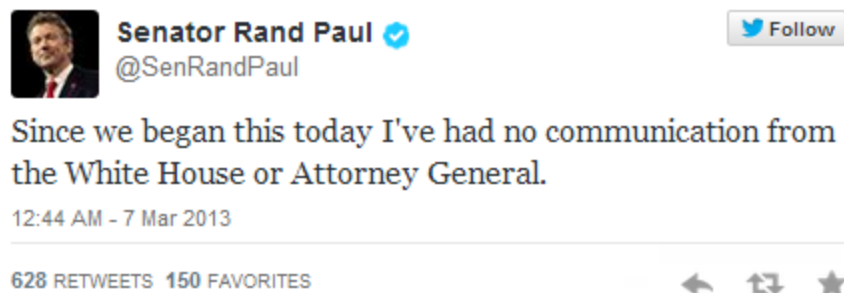 Senator Rand Paul
Follow
@SenRandPaul
Since we began this today I've had no communication from
the White House or Attorney General.
12:44 AM - 7 Mar 2013
628 RETWEETS 150 FAVORITES